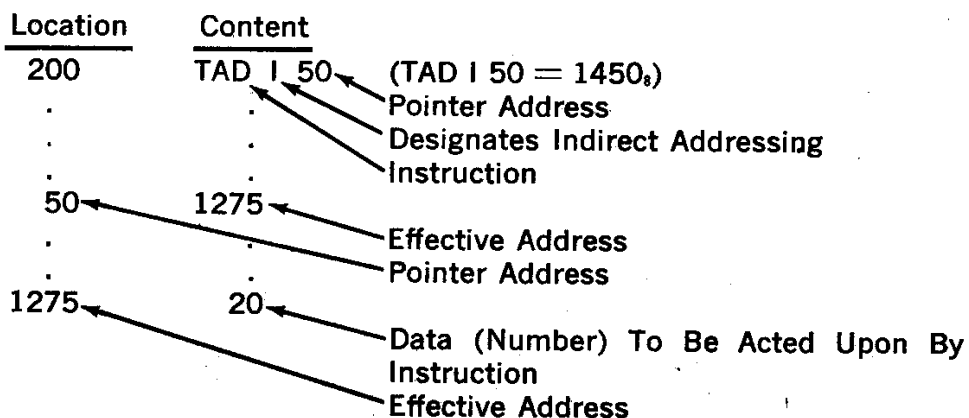 Location Content
200 TAD I 50 (TAD I 50 = 1450₈)
. . Pointer Address
. . Designates Indirect Addressing
. . Instruction
50 1275
. . Effective Address
. . Pointer Address
1275 20
Data (Number) To Be Acted Upon By
Instruction
Effective Address